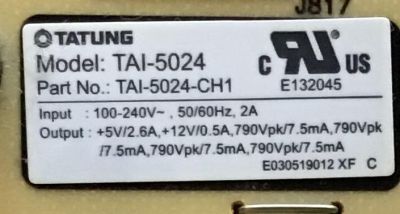 J817
TATUNG
Model: TAI-5024
Part No.: TAI-5024-CH1
c RU US
E132045
Input : 100-240V~ , 50/60Hz, 2A
Output : +5V/2.6A,+12V/0.5A,790Vpk/7.5mA,790Vpk
/7.5mA,790Vpk/7.5mA,790Vpk/7.5mA
E030519012 XF C